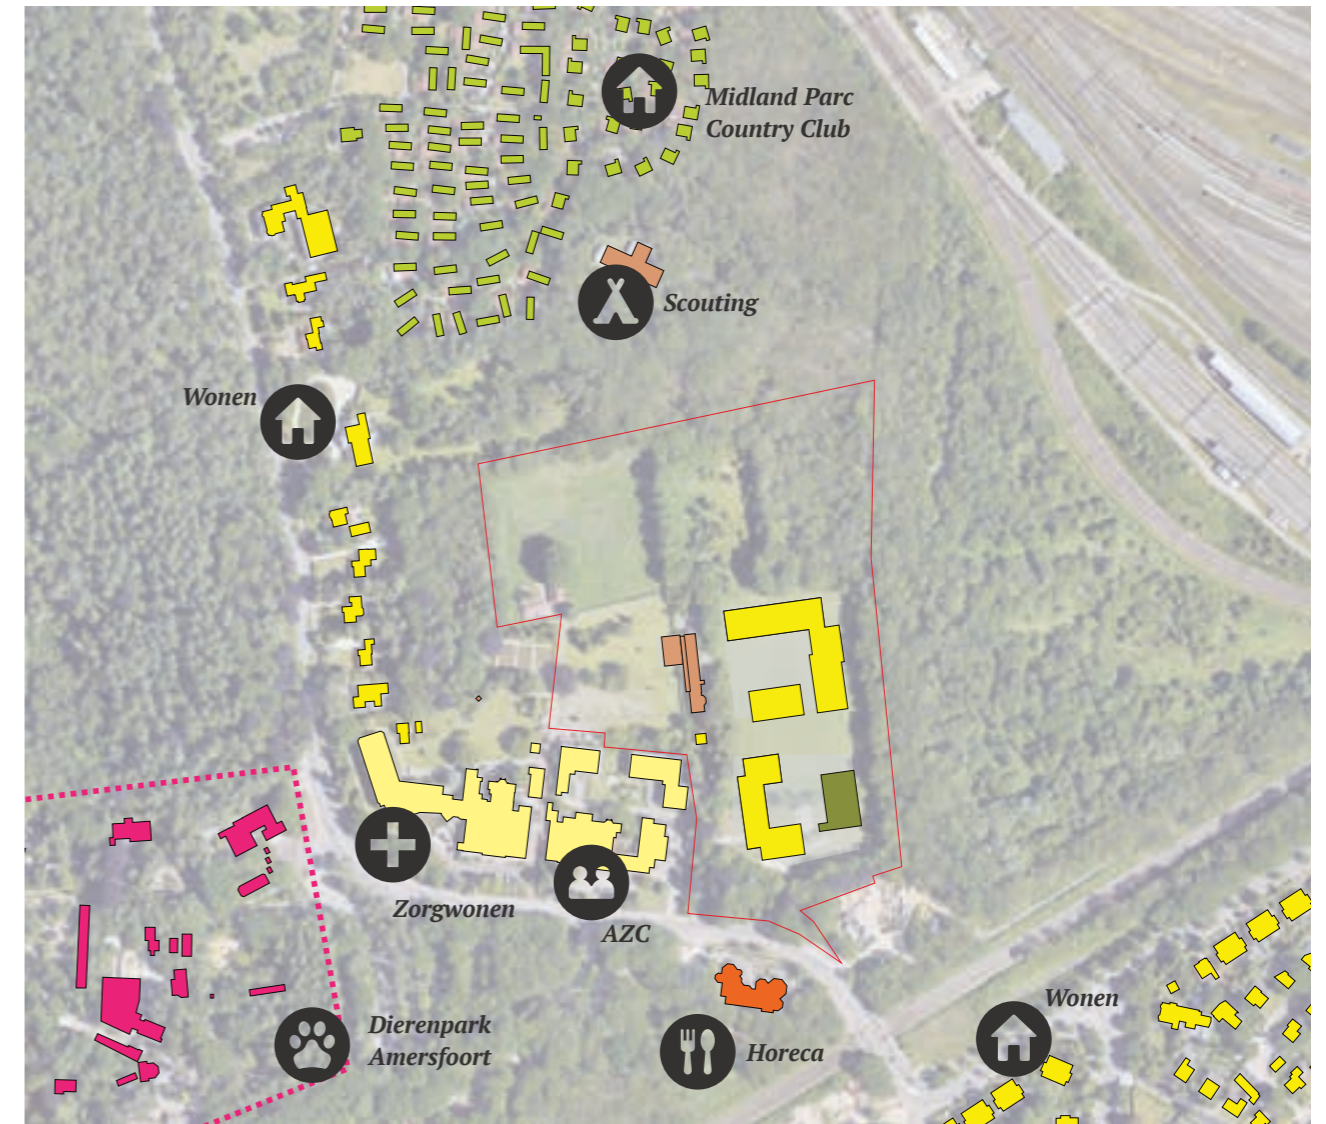 Midland Parc
Country Club
Scouting
Wonen
Zorgwonen
AZC
Dierenpark
Amersfoort
Horeca
Wonen